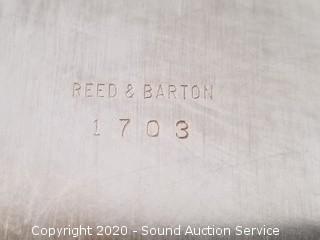 REED & BARTON
1703
Copyright © 2020 - Sound Auction Service